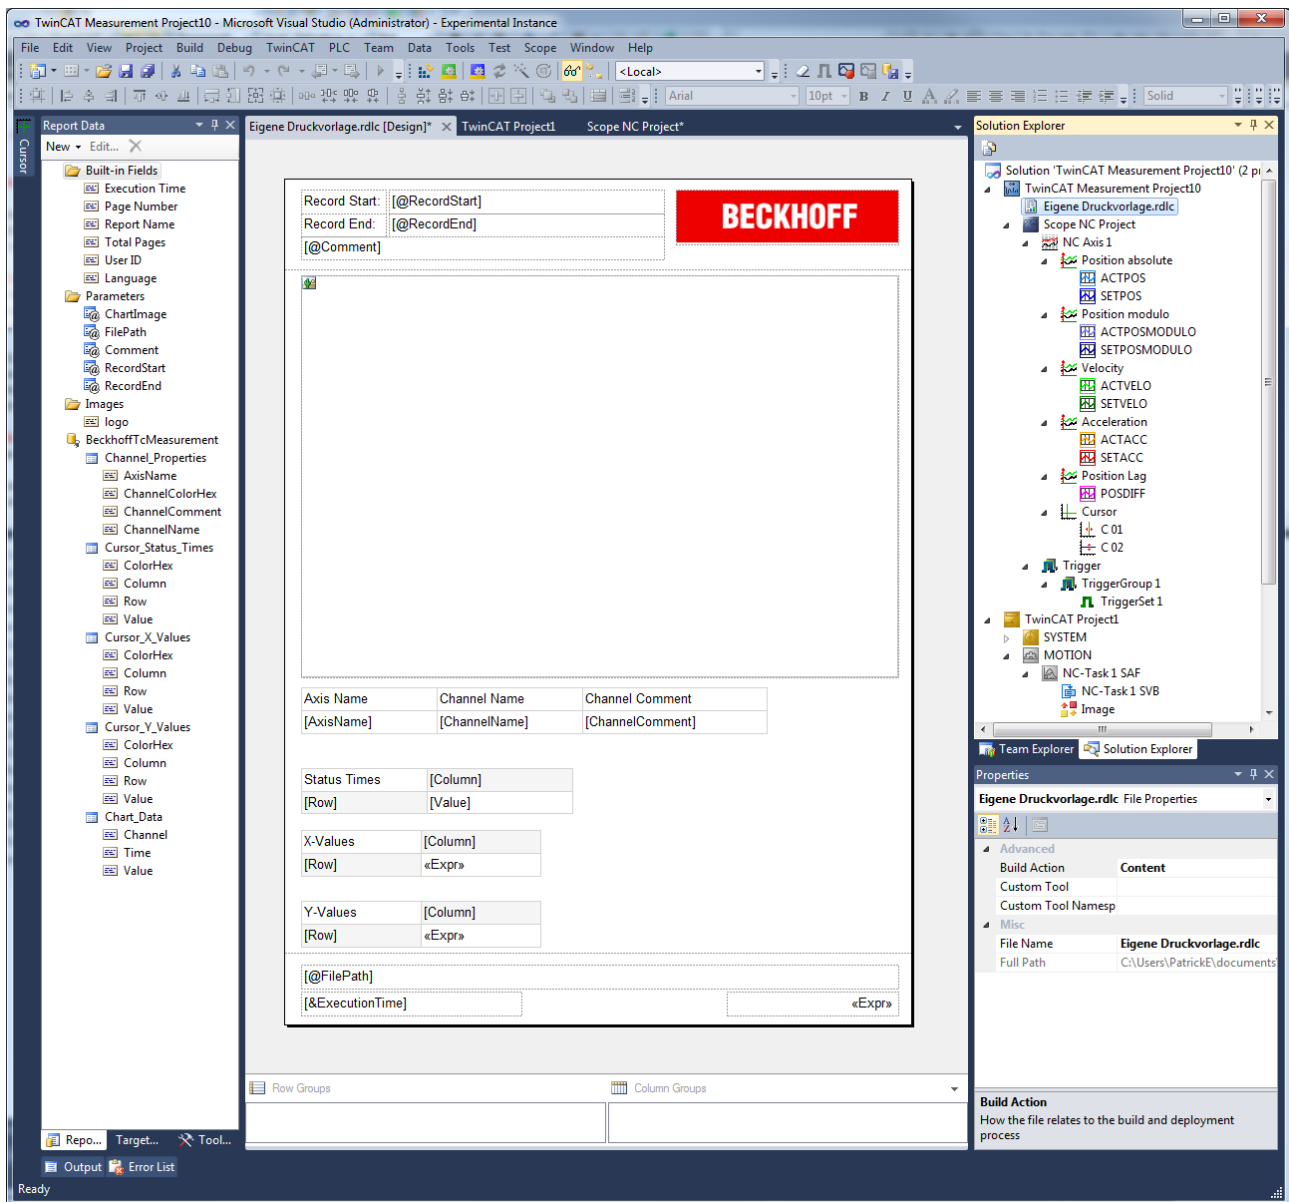 TwinCAT Measurement Project10 - Microsoft Visual Studio (Administrator) - Experimental Instance
File Edit View Project Build Debug TwinCAT PLC Team Data Tools Test Scope Window Help
<Local>
Arial 10pt B I U A Solid
Cursor
Report Data
New Edit...
Built-in Fields
Execution Time
Page Number
Report Name
Total Pages
User ID
Language
Parameters
ChartImage
FilePath
Comment
RecordStart
RecordEnd
Images
logo
BeckhoffTcMeasurement
Channel_Properties
AxisName
ChannelColorHex
ChannelComment
ChannelName
Cursor_Status_Times
ColorHex
Column
Row
Value
Cursor_X_Values
ColorHex
Column
Row
Value
Cursor_Y_Values
ColorHex
Column
Row
Value
Chart_Data
Channel
Time
Value
Repo... Target... Tool...
Eigene Druckvorlage.rdlc [Design]* TwinCAT Project1 Scope NC Project*
Record Start: [@RecordStart]
Record End: [@RecordEnd]
[@Comment]
BECKHOFF
Axis Name Channel Name Channel Comment
[AxisName] [ChannelName] [ChannelComment]
Status Times [Column]
[Row] [Value]
X-Values [Column]
[Row] «Expr»
Y-Values [Column]
[Row] «Expr»
[@FilePath]
[&ExecutionTime] «Expr»
Row Groups Column Groups
Solution Explorer
Solution 'TwinCAT Measurement Project10' (2 pr
TwinCAT Measurement Project10
Eigene Druckvorlage.rdlc
Scope NC Project
NC Axis 1
Position absolute
ACTPOS
SETPOS
Position modulo
ACTPOSMODULO
SETPOSMODULO
Velocity
ACTVELO
SETVELO
Acceleration
ACTACC
SETACC
Position Lag
POSDIFF
Cursor
C 01
C 02
Trigger
TriggerGroup 1
TriggerSet 1
TwinCAT Project1
SYSTEM
MOTION
NC-Task 1 SAF
NC-Task 1 SVB
Image
Team Explorer Solution Explorer
Properties
Eigene Druckvorlage.rdlc File Properties
Advanced
Build Action Content
Custom Tool
Custom Tool Namesp
Misc
File Name Eigene Druckvorlage.rdlc
Full Path C:\Users\PatrickE\documents\
Build Action
How the file relates to the build and deployment
process
Output Error List
Ready